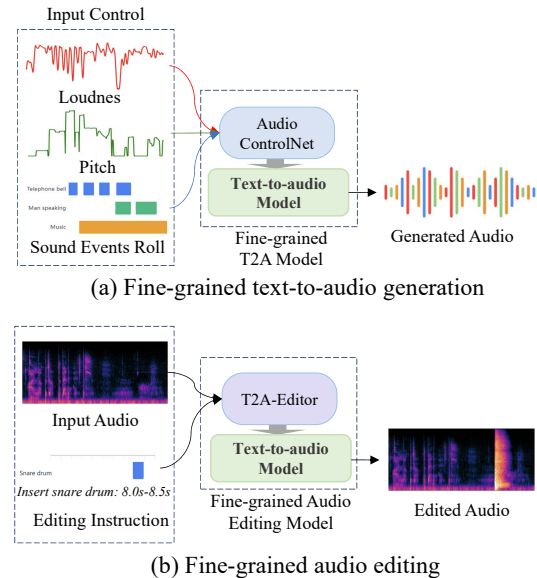 Input Control
Loudnes
Pitch
Telephone bell
Man speaking
Music
Sound Events Roll
Audio
ControlNet
Text-to-audio
Model
Fine-grained
T2A Model
Generated Audio
(a) Fine-grained text-to-audio generation
Input Audio
Snare drum
Insert snare drum: 8.0s-8.5s
Editing Instruction
T2A-Editor
Text-to-audio
Model
Fine-grained Audio
Editing Model
Edited Audio
(b) Fine-grained audio editing